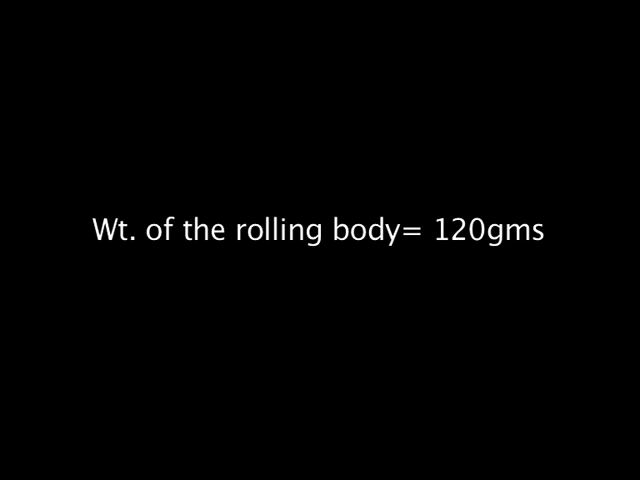 Wt. of the rolling body= 120gms